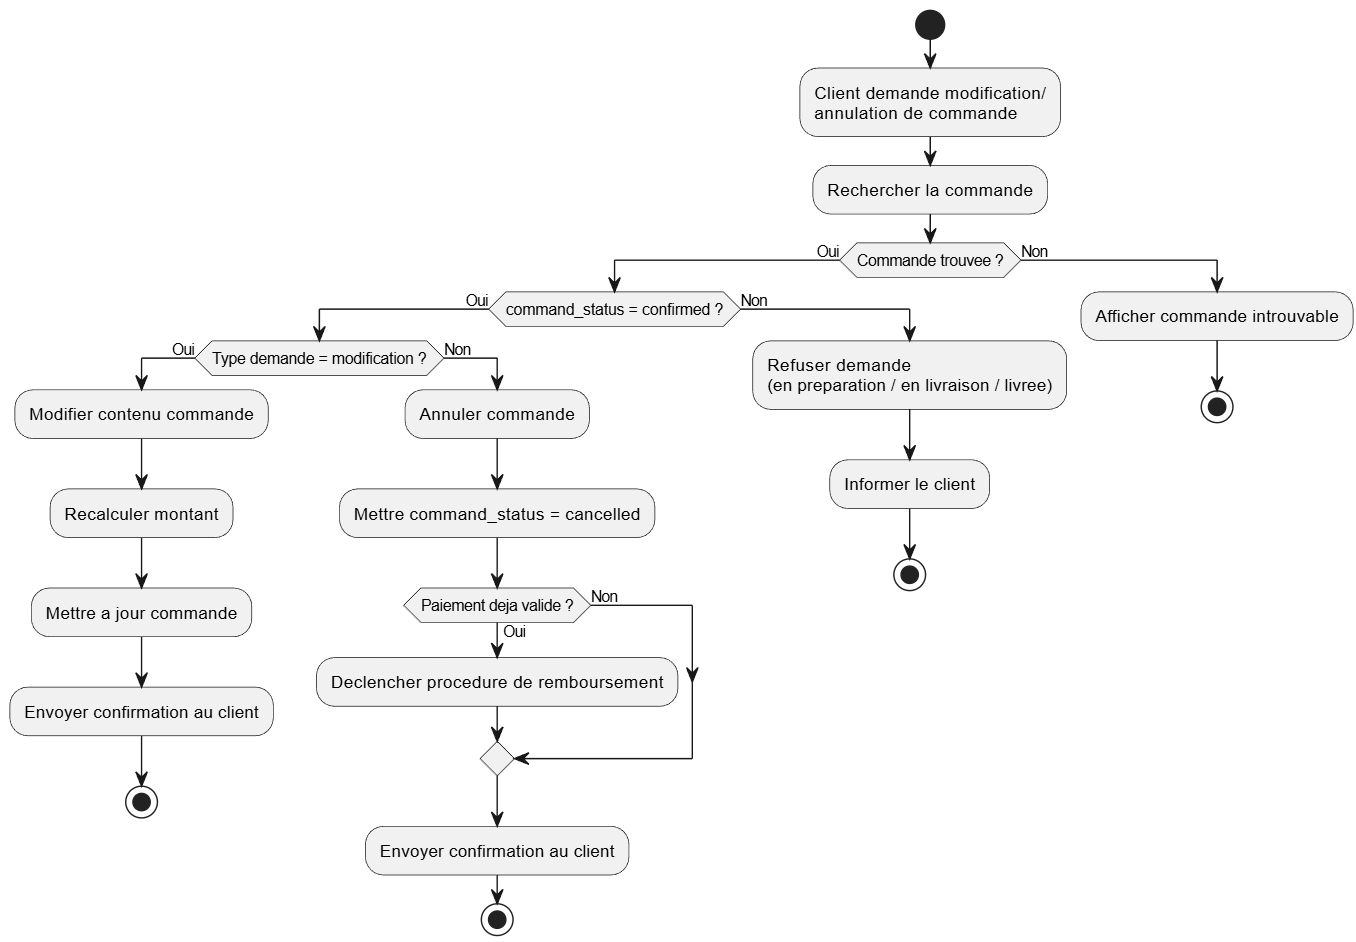 Client demande modification/
annulation de commande
Rechercher la commande
Oui
Commande trouvee ?
Non
Oui
command_status = confirmed ?
Non
Afficher commande introuvable
Oui
Type demande = modification ?
Non
Refuser demande
(en preparation / en livraison / livree)
Modifier contenu commande
Annuler commande
Informer le client
Recalculer montant
Mettre command_status = cancelled
Mettre a jour commande
Paiement deja valide ?
Non
Oui
Declencher procedure de remboursement
Envoyer confirmation au client
Envoyer confirmation au client